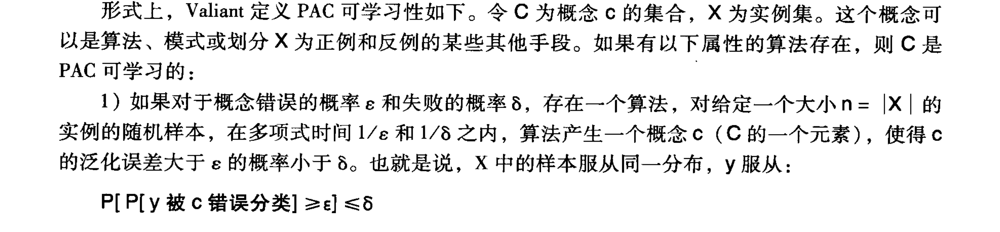 形式上，Valiant 定义 PAC 可学习性如下。令 C 为概念 c 的集合，X 为实例集。这个概念可
以是算法、模式或划分 X 为正例和反例的某些其他手段。如果有以下属性的算法存在，则 C 是
PAC 可学习的：
1) 如果对于概念错误的概率 ε 和失败的概率 δ，存在一个算法，对给定一个大小 n = |X| 的
实例的随机样本，在多项式时间 1/ε 和 1/δ 之内，算法产生一个概念 c（C 的一个元素），使得 c
的泛化误差大于 ε 的概率小于 δ。也就是说，X 中的样本服从同一分布，y 服从：
P[ P[ y 被 c 错误分类] ≥ε] ≤δ